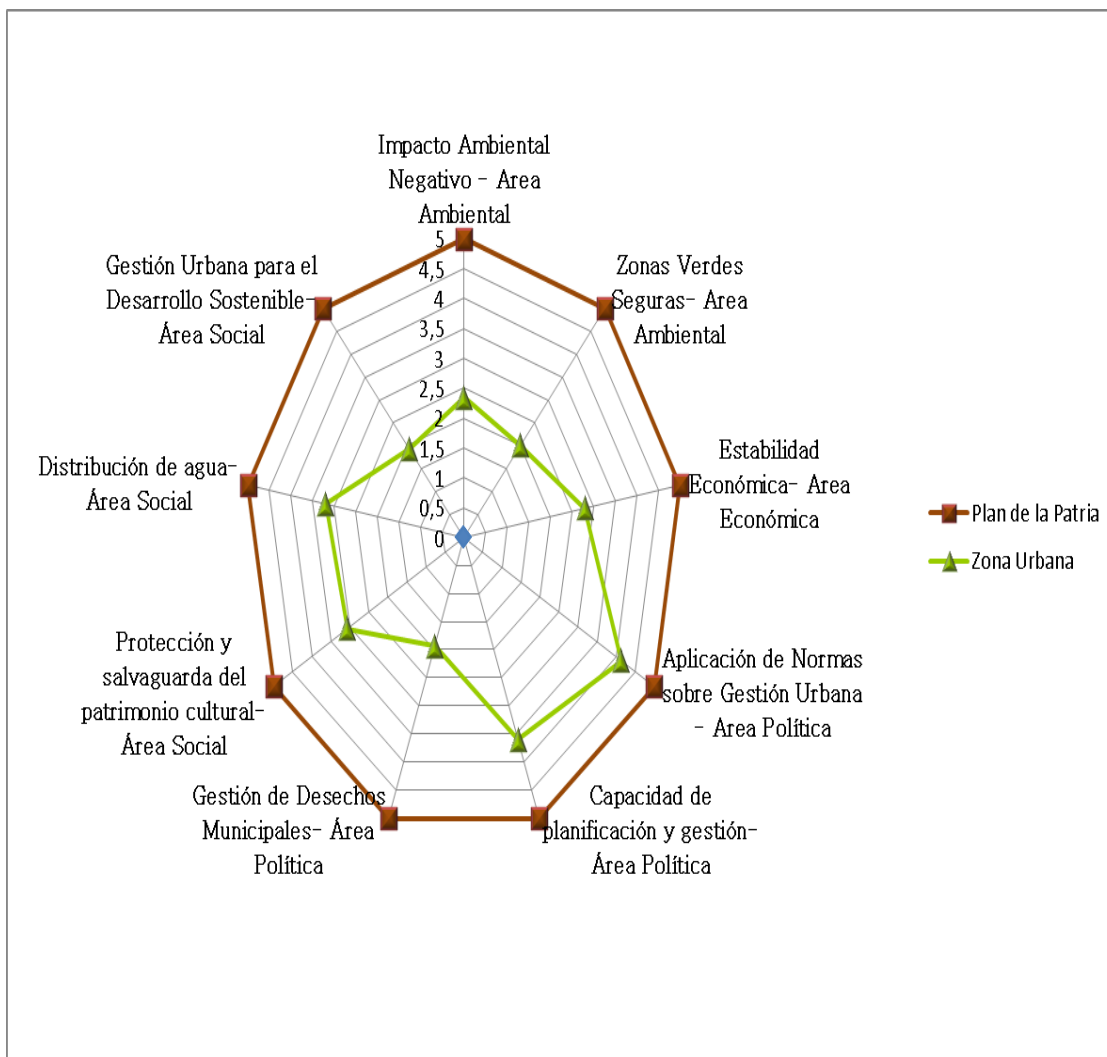 Impacto Ambiental
Negativo - Area
Ambiental
Zonas Verdes
Seguras- Area
Ambiental
Estabilidad
Económica- Area
Económica
Aplicación de Normas
sobre Gestión Urbana
- Area Política
Capacidad de
planificación y gestión-
Área Política
Gestión de Desechos
Municipales- Área
Política
Protección y
salvaguarda del
patrimonio cultural-
Área Social
Distribución de agua-
Área Social
Gestión Urbana para el
Desarrollo Sostenible-
Área Social
5
4,5
4
3,5
3
2,5
2
1,5
1
0,5
0
Plan de la Patria
Zona Urbana